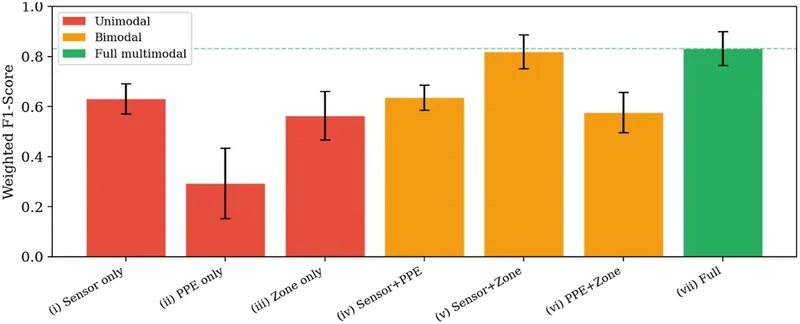 Weighted F1-Score
1.0
0.8
0.6
0.4
0.2
0.0
Unimodal
Bimodal
Full multimodal
(i) Sensor only
(ii) PPE only
(iii) Zone only
(iv) Sensor+PPE
(v) Sensor+Zone
(vi) PPE+Zone
(vii) Full